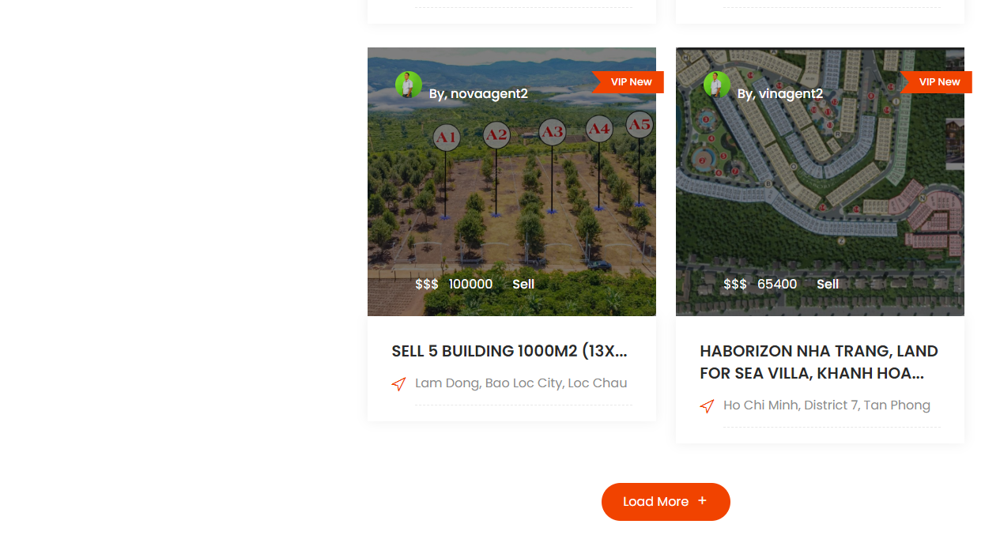 VIP New
By, novaagent2
A1 A2 A3 A4 A5
$$$ 100000 Sell
SELL 5 BUILDING 1000M2 (13X...
Lam Dong, Bao Loc City, Loc Chau
VIP New
By, vinagent2
$$$ 65400 Sell
HABORIZON NHA TRANG, LAND
FOR SEA VILLA, KHANH HOA...
Ho Chi Minh, District 7, Tan Phong
Load More +